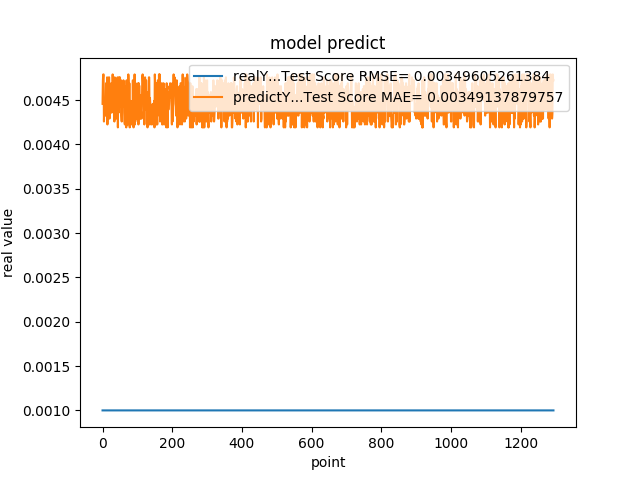 model predict
realY...Test Score RMSE= 0.00349605261384
predictY...Test Score MAE= 0.00349137879757
0.0045
0.0040
0.0035
0.0030
0.0025
0.0020
0.0015
0.0010
real value
0 200 400 600 800 1000 1200
point